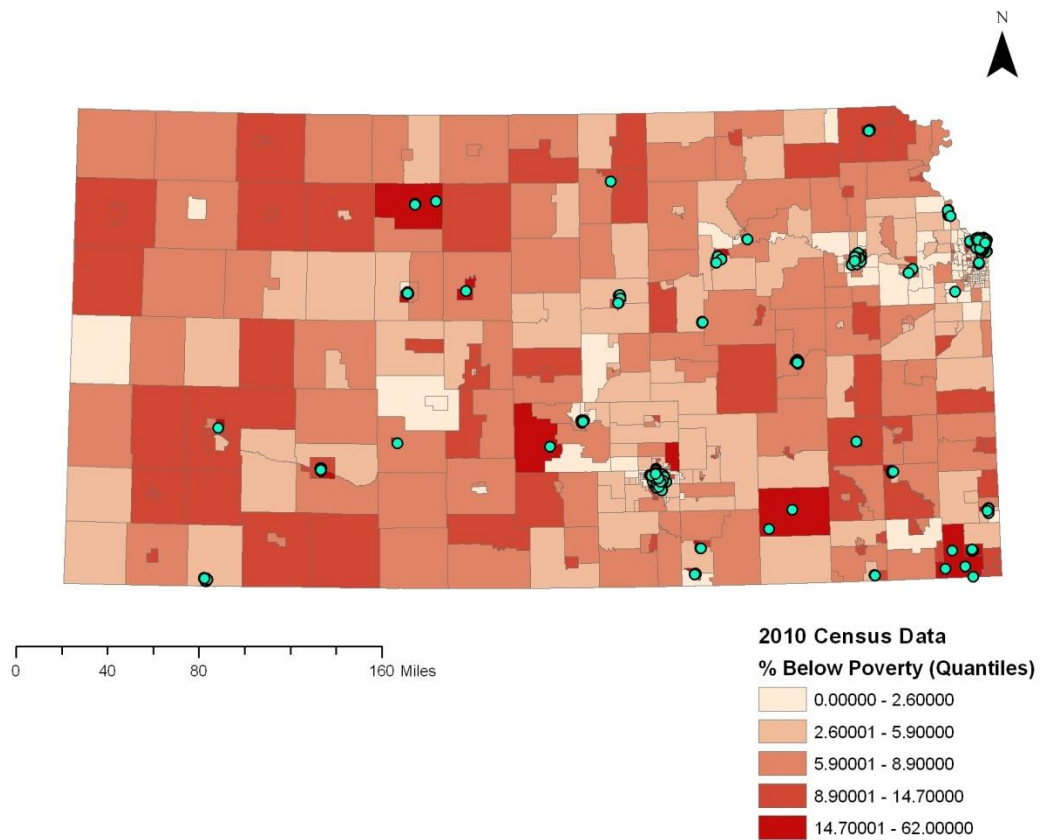 N
0 40 80 160 Miles
2010 Census Data
% Below Poverty (Quantiles)
0.00000 - 2.60000
2.60001 - 5.90000
5.90001 - 8.90000
8.90001 - 14.70000
14.70001 - 62.00000